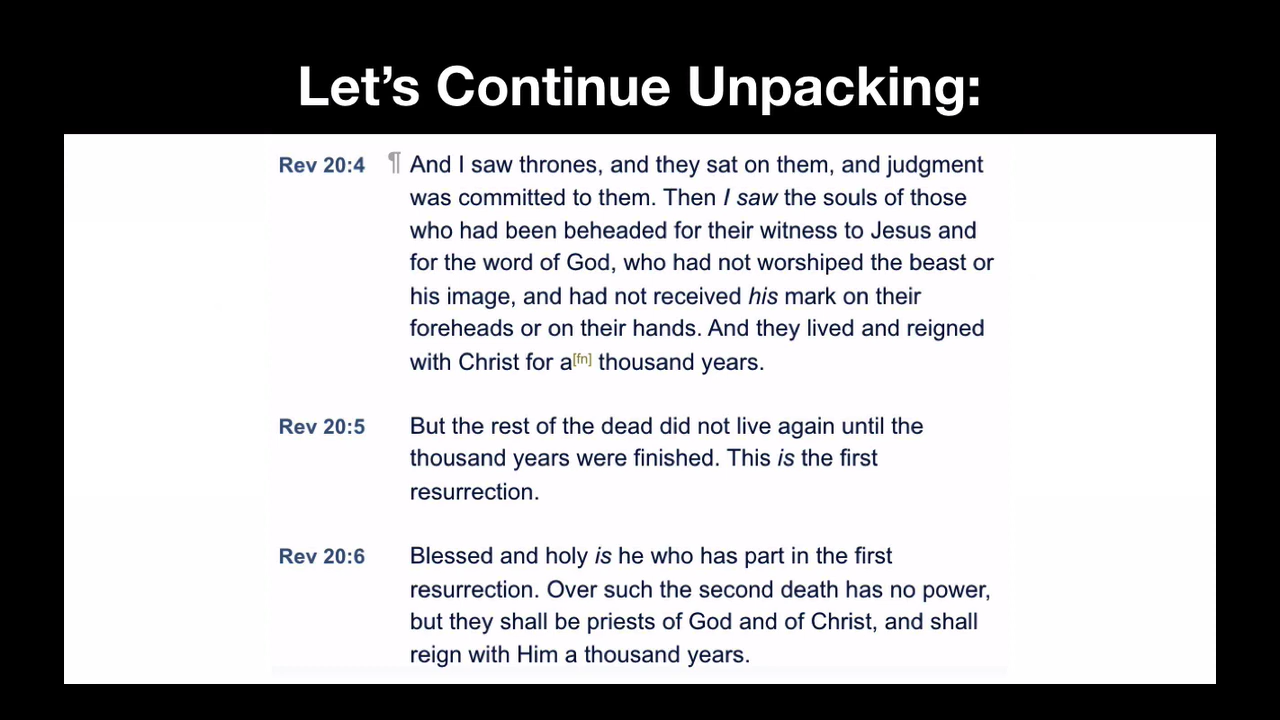 Let’s Continue Unpacking:
Rev 20:4 ¶ And I saw thrones, and they sat on them, and judgment
was committed to them. Then I saw the souls of those
who had been beheaded for their witness to Jesus and
for the word of God, who had not worshiped the beast or
his image, and had not received his mark on their
foreheads or on their hands. And they lived and reigned
with Christ for a[fn] thousand years.
Rev 20:5 But the rest of the dead did not live again until the
thousand years were finished. This is the first
resurrection.
Rev 20:6 Blessed and holy is he who has part in the first
resurrection. Over such the second death has no power,
but they shall be priests of God and of Christ, and shall
reign with Him a thousand years.